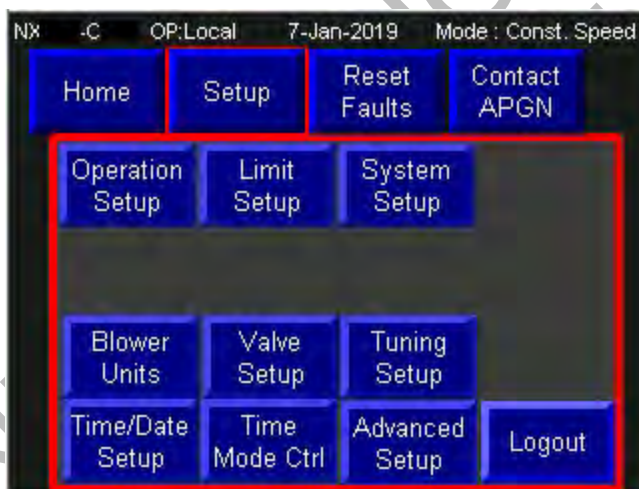 NX -C OP:Local 7-Jan-2019 Mode : Const. Speed
Home Setup Reset Faults Contact APGN
Operation Setup Limit Setup System Setup
Blower Units Valve Setup Tuning Setup
Time/Date Setup Time Mode Ctrl Advanced Setup Logout